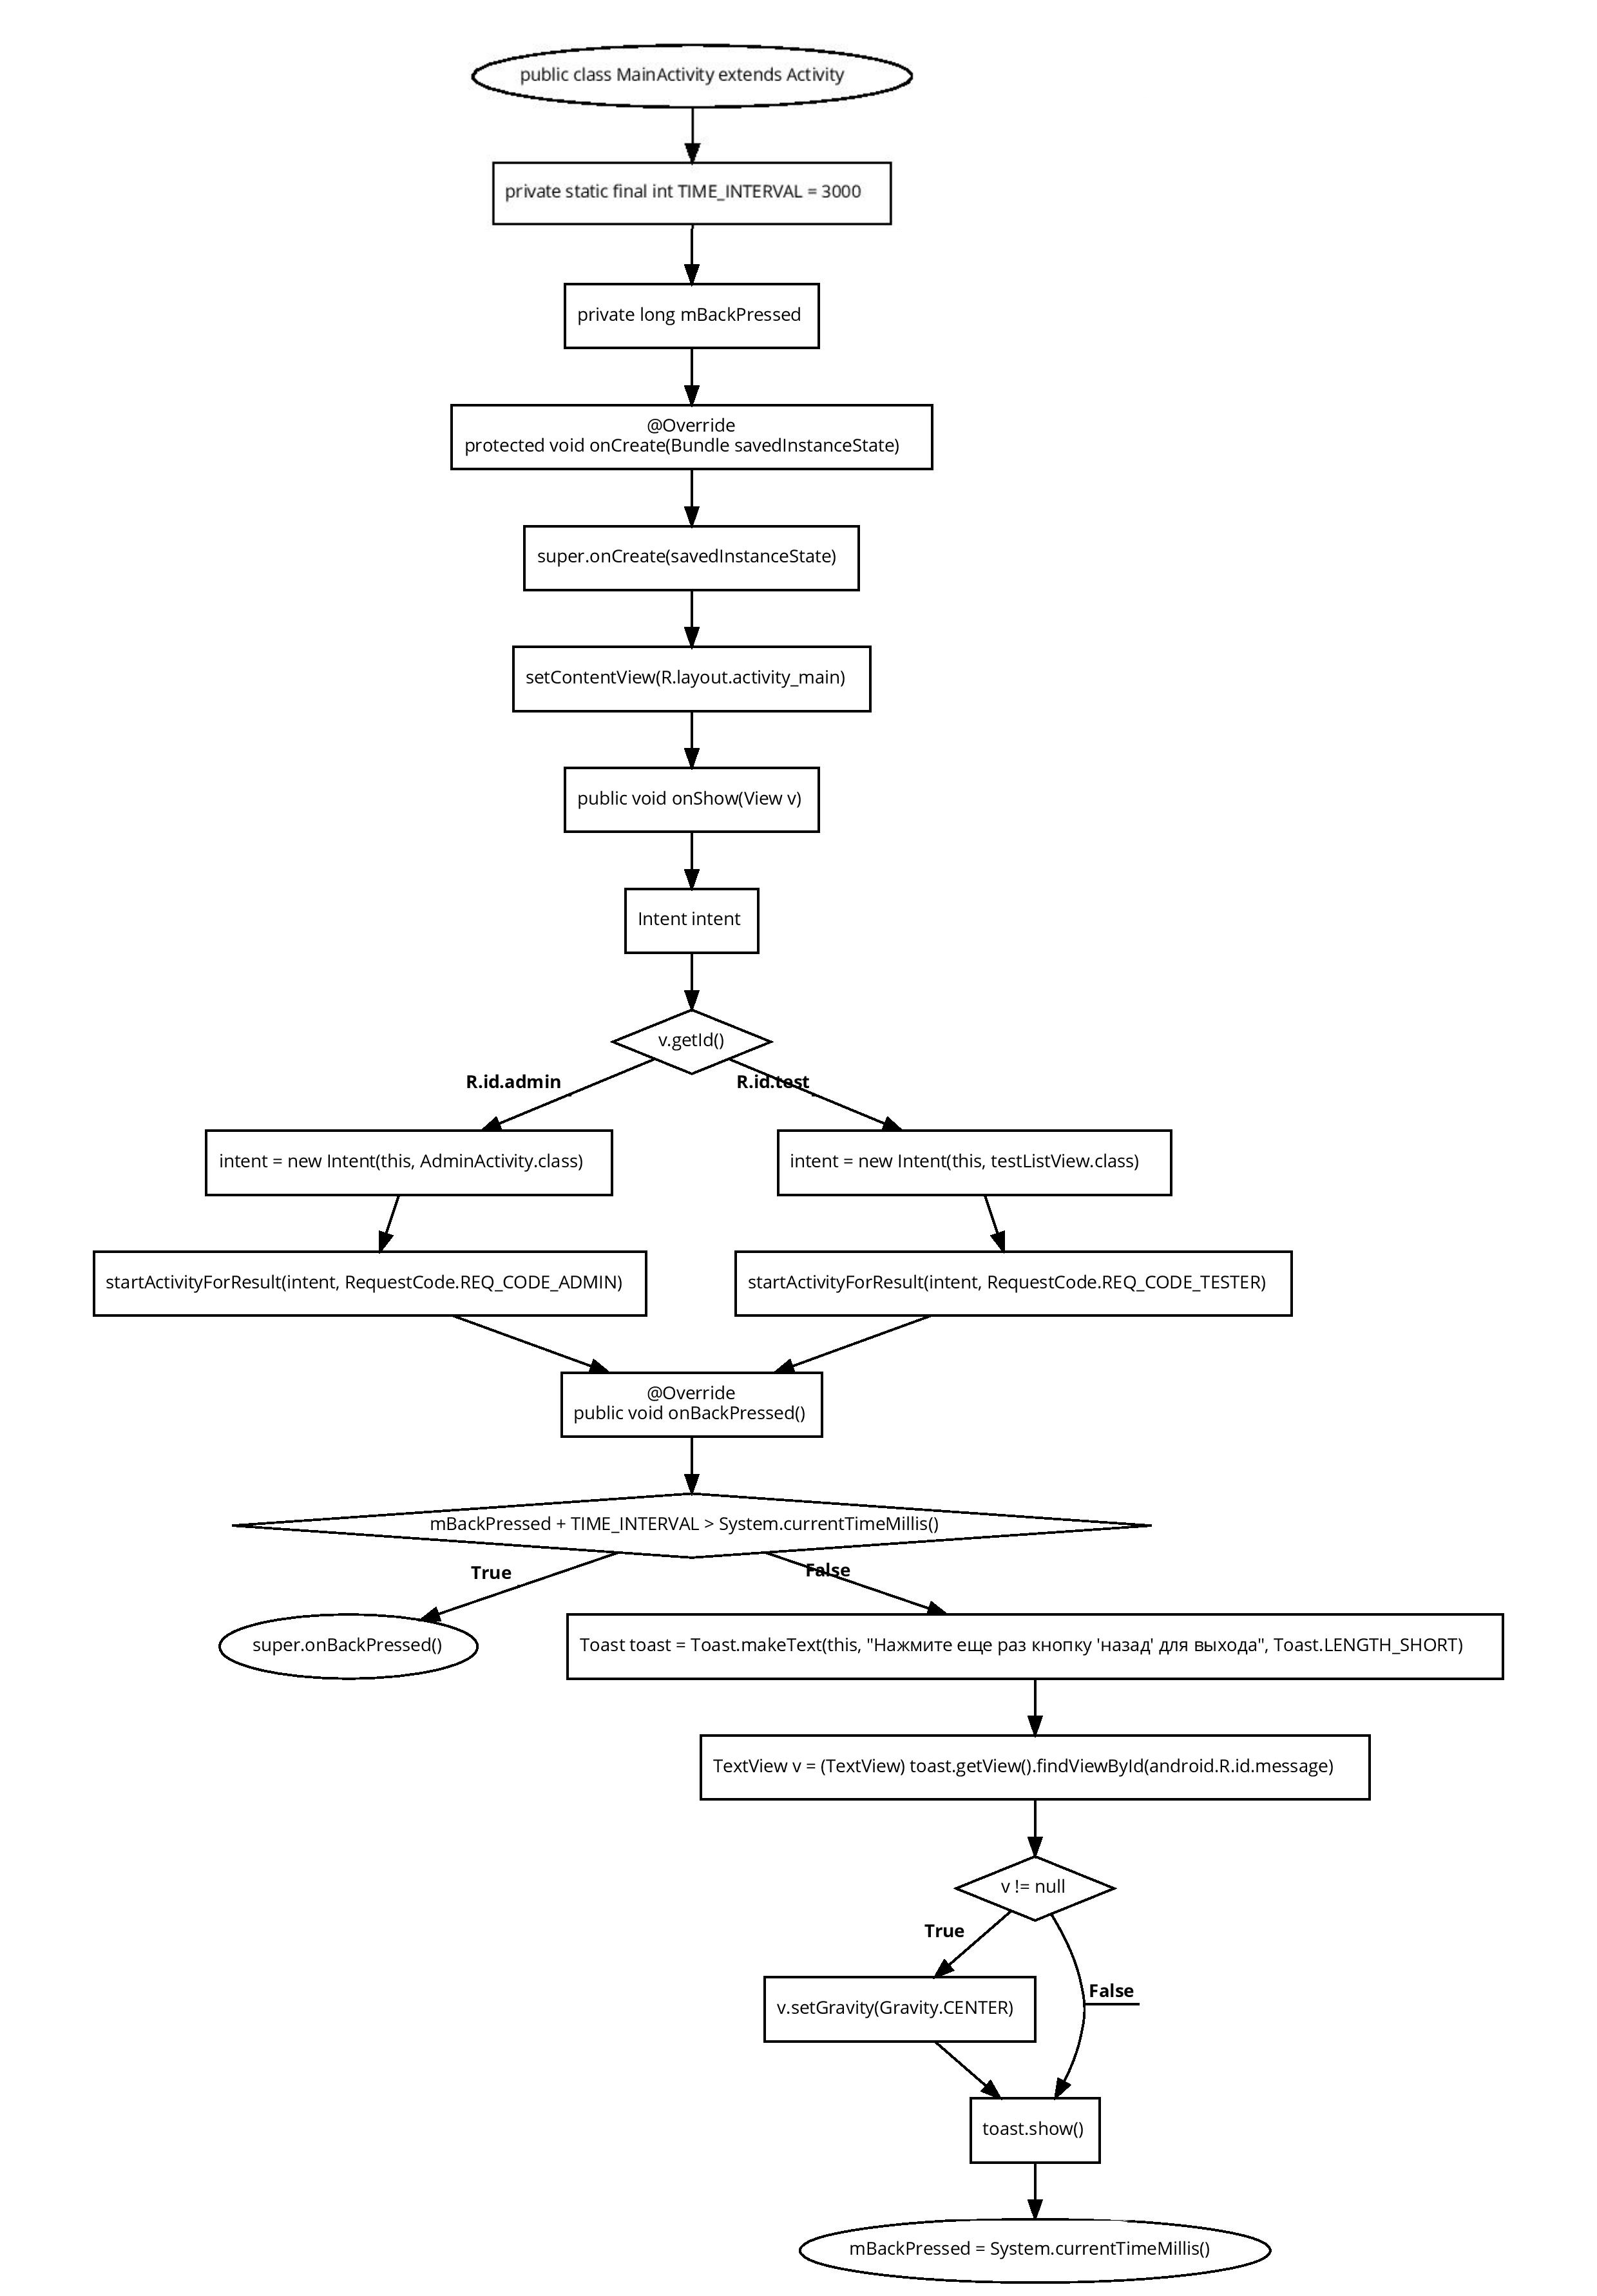 public class MainActivity extends Activity
private static final int TIME_INTERVAL = 3000
private long mBackPressed
@Override
protected void onCreate(Bundle savedInstanceState)
super.onCreate(savedInstanceState)
setContentView(R.layout.activity_main)
public void onShow(View v)
Intent intent
v.getId()
R.id.admin
R.id.test
intent = new Intent(this, AdminActivity.class)
intent = new Intent(this, testListView.class)
startActivityForResult(intent, RequestCode.REQ_CODE_ADMIN)
startActivityForResult(intent, RequestCode.REQ_CODE_TESTER)
@Override
public void onBackPressed()
mBackPressed + TIME_INTERVAL > System.currentTimeMillis()
True
False
super.onBackPressed()
Toast toast = Toast.makeText(this, "Нажмите еще раз кнопку 'назад' для выхода", Toast.LENGTH_SHORT)
TextView v = (TextView) toast.getView().findViewById(android.R.id.message)
v != null
True
False
v.setGravity(Gravity.CENTER)
toast.show()
mBackPressed = System.currentTimeMillis()